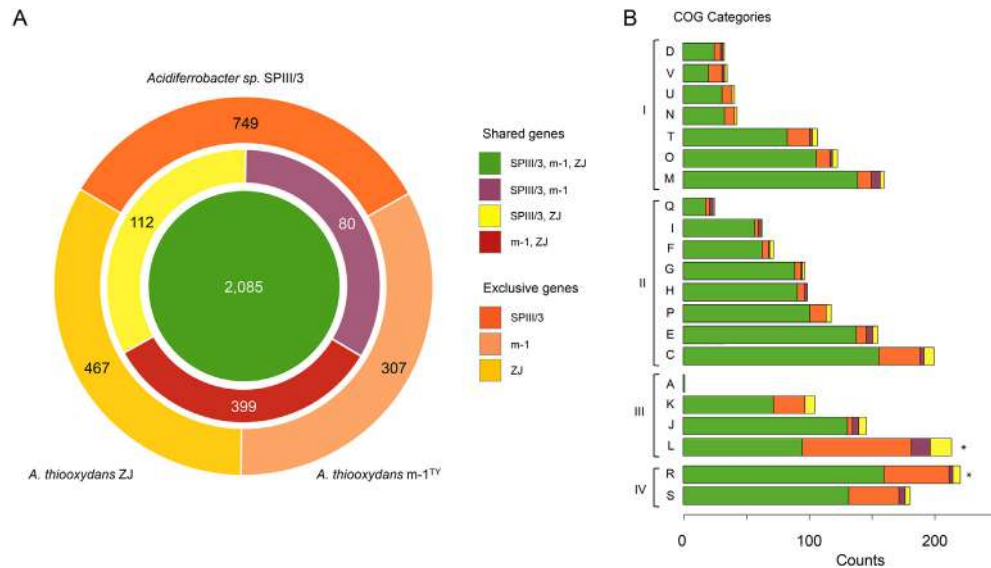 A
Acidiferrobacter sp. SPIII/3
749
112
80
2,085
467
307
399
A. thiooxydans ZJ
A. thiooxydans m-1TY
Shared genes
SPIII/3, m-1, ZJ
SPIII/3, m-1
SPIII/3, ZJ
m-1, ZJ
Exclusive genes
SPIII/3
m-1
ZJ
B
COG Categories
I
D
V
U
N
T
O
M
II
Q
I
F
G
H
P
E
C
III
A
K
J
L *
IV
R *
S
0 100 200
Counts